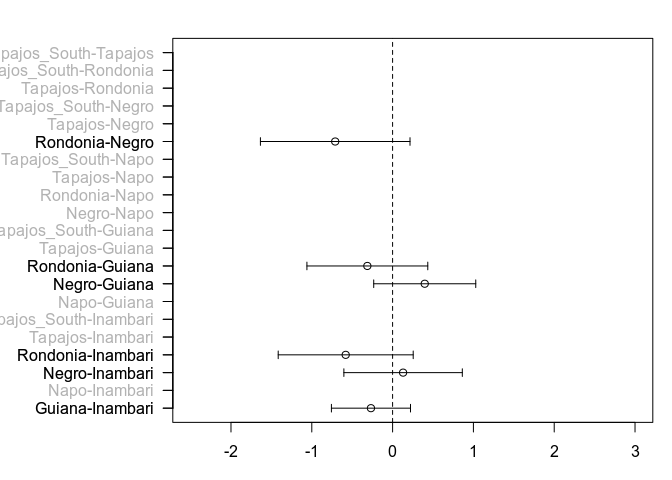 pajos_South-Tapajos
ajos_South-Rondonia
Tapajos-Rondonia
Tapajos_South-Negro
Tapajos-Negro
Rondonia-Negro
Tapajos_South-Napo
Tapajos-Napo
Rondonia-Napo
Negro-Napo
apajos_South-Guiana
Tapajos-Guiana
Rondonia-Guiana
Negro-Guiana
Napo-Guiana
pajos_South-Inambari
Tapajos-Inambari
Rondonia-Inambari
Negro-Inambari
Napo-Inambari
Guiana-Inambari
-2 -1 0 1 2 3